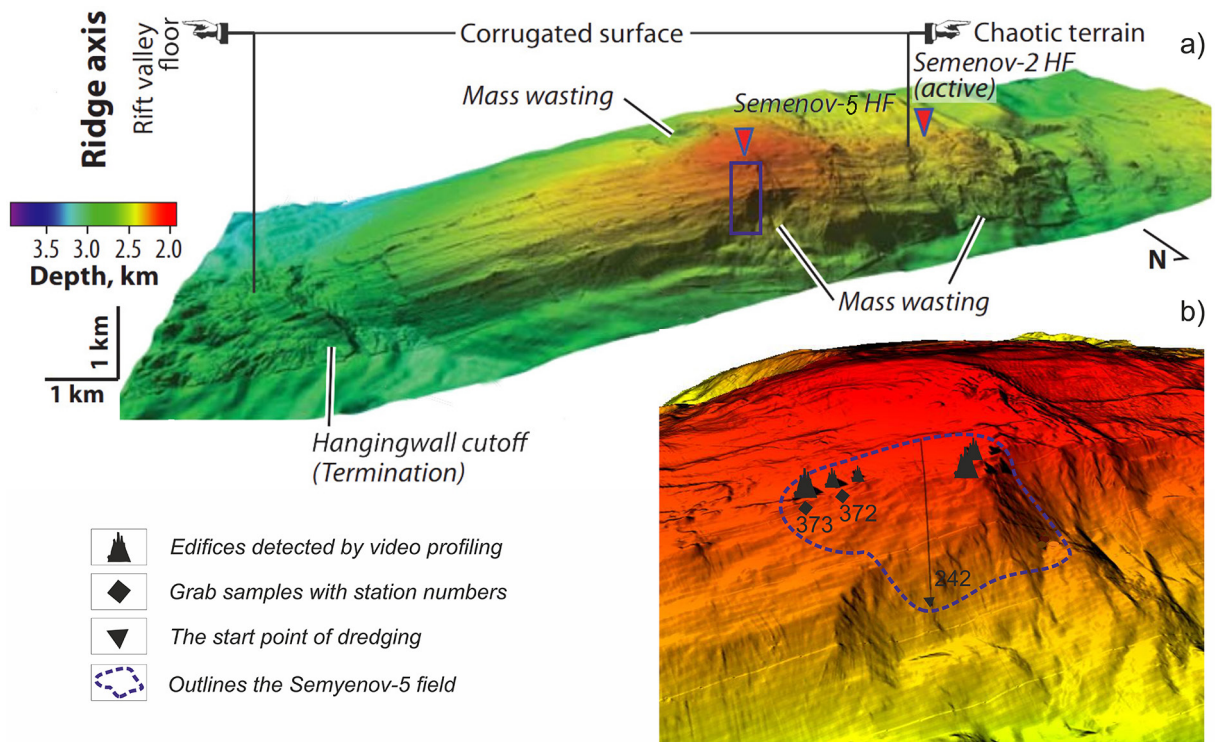 Ridge axis
Rift valley
floor
Corrugated surface
Chaotic terrain
a)
Semenov-2 HF
(active)
Mass wasting
Semenov-5 HF
3.5 3.0 2.5 2.0
Depth, km
N
Mass wasting
1 km
1 km
b)
Hangingwall cutoff
(Termination)
373
372
242
Edifices detected by video profiling
Grab samples with station numbers
The start point of dredging
Outlines the Semyenov-5 field